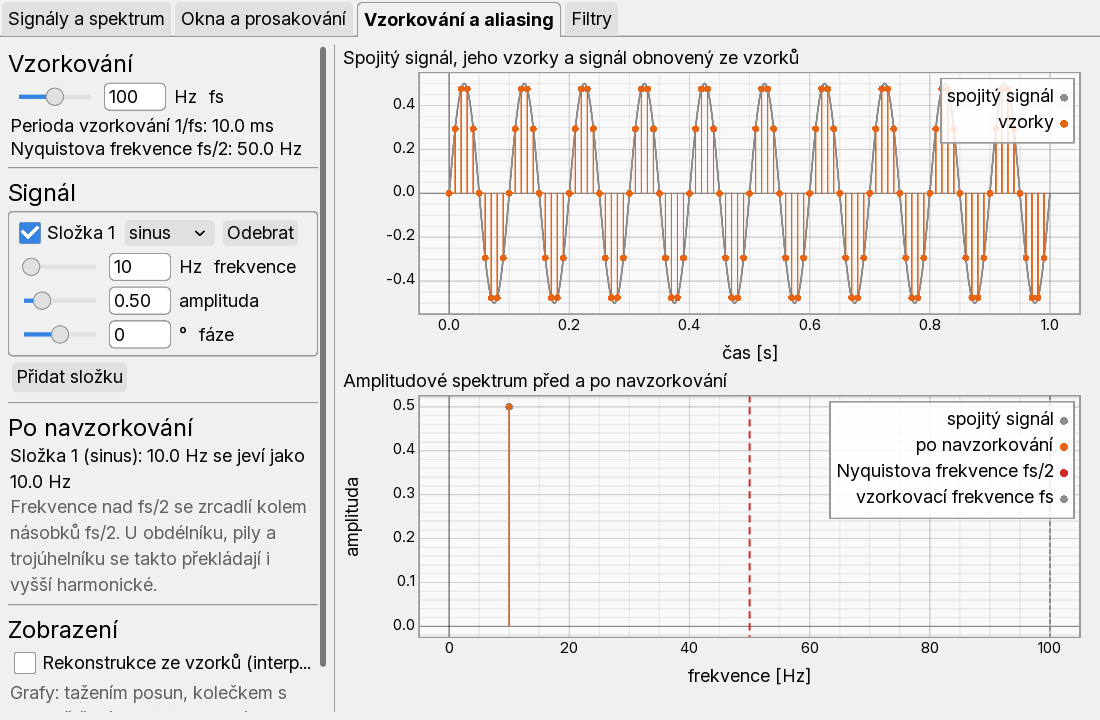 Signály a spektrum
Okna a prosakování
Vzorkování a aliasing
Filtry
Vzorkování
100 Hz fs
Perioda vzorkování 1/fs: 10.0 ms
Nyquistova frekvence fs/2: 50.0 Hz
Signál
Složka 1 sinus Odebrat
10 Hz frekvence
0.50 amplituda
0 ° fáze
Přidat složku
Po navzorkování
Složka 1 (sinus): 10.0 Hz se jeví jako
10.0 Hz
Frekvence nad fs/2 se zrcadlí kolem
násobků fs/2. U obdélníku, pily a
trojúhelníku se takto překládají i
vyšší harmonické.
Zobrazení
Rekonstrukce ze vzorků (interp...
Grafy: tažením posun, kolečkem s
Spojitý signál, jeho vzorky a signál obnovený ze vzorků
spojitý signál
vzorky
0.4
0.2
0.0
-0.2
-0.4
0.0 0.2 0.4 0.6 0.8 1.0
čas [s]
Amplitudové spektrum před a po navzorkování
spojitý signál
po navzorkování
Nyquistova frekvence fs/2
vzorkovací frekvence fs
amplituda
0.5
0.4
0.3
0.2
0.1
0.0
0 20 40 60 80 100
frekvence [Hz]